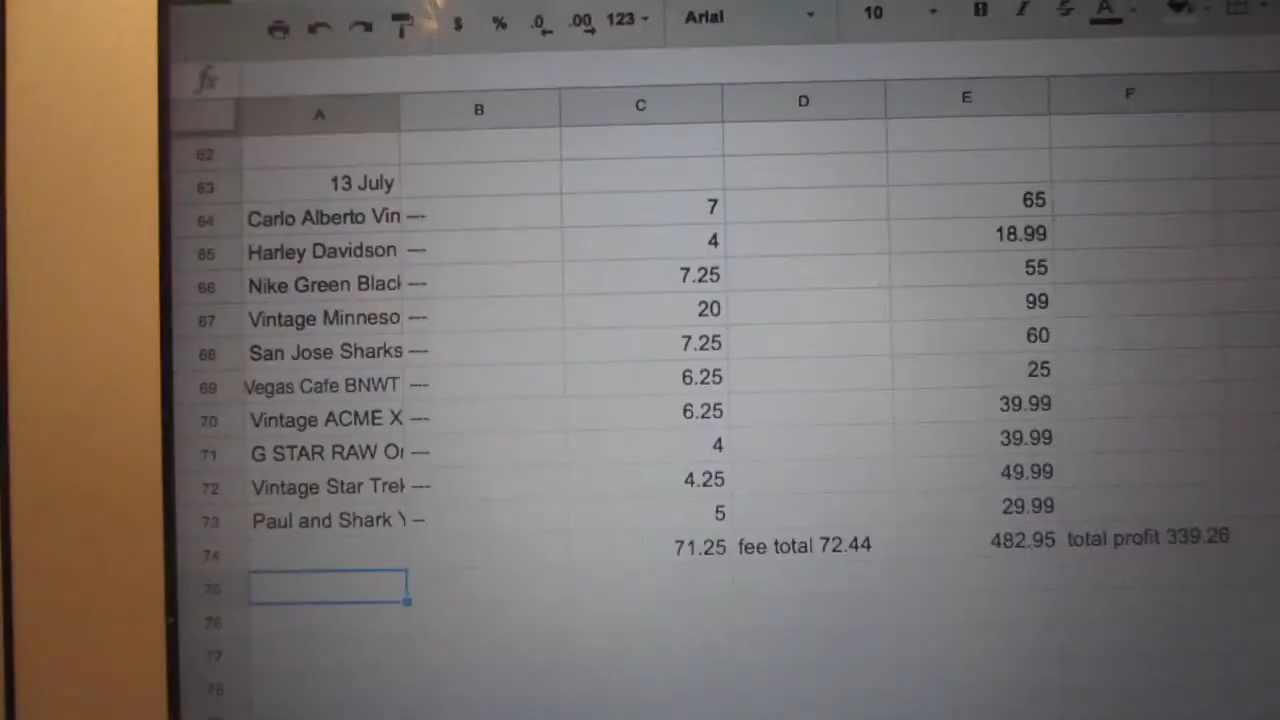 $ % .0 .00 123 Arial 10 B I S A
fx
A B C D E F
62
63 13 July
64 Carlo Alberto Vin --- 7 65
65 Harley Davidson --- 4 18.99
66 Nike Green Black --- 7.25 55
67 Vintage Minneso --- 20 99
68 San Jose Sharks --- 7.25 60
69 Vegas Cafe BNWT --- 6.25 25
70 Vintage ACME X --- 6.25 39.99
71 G STAR RAW Or --- 4 39.99
72 Vintage Star Trek --- 4.25 49.99
73 Paul and Shark Y -- 5 29.99
74 71.25 fee total 72.44 482.95 total profit 339.26
75
76
77
78